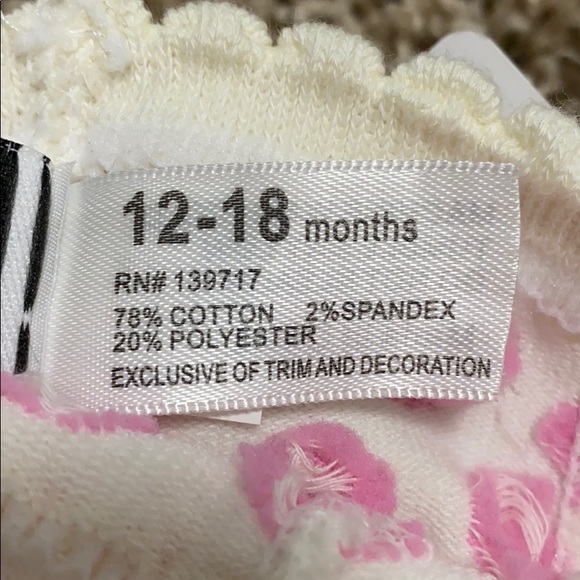 12-18 months
RN# 139717
78% COTTON 2%SPANDEX
20% POLYESTER
EXCLUSIVE OF TRIM AND DECORATION